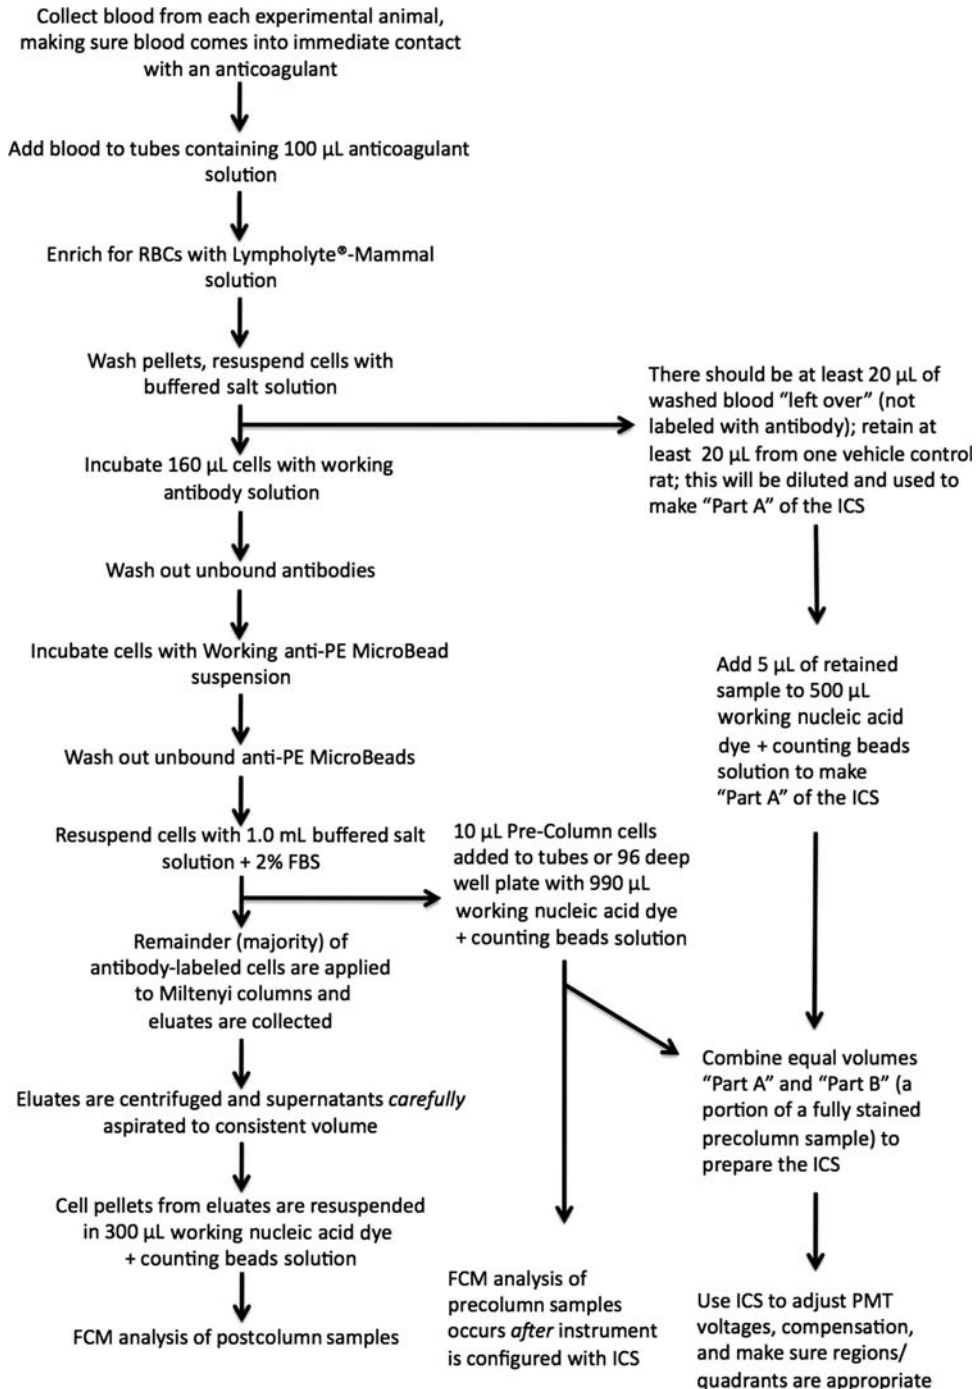 Collect blood from each experimental animal,
making sure blood comes into immediate contact
with an anticoagulant
Add blood to tubes containing 100 µL anticoagulant
solution
Enrich for RBCs with Lympholyte®-Mammal
solution
Wash pellets, resuspend cells with
buffered salt solution
There should be at least 20 µL of
washed blood “left over” (not
labeled with antibody); retain at
least 20 µL from one vehicle control
rat; this will be diluted and used to
make “Part A” of the ICS
Incubate 160 µL cells with working
antibody solution
Wash out unbound antibodies
Incubate cells with Working anti-PE MicroBead
suspension
Add 5 µL of retained
sample to 500 µL
working nucleic acid
dye + counting beads
solution to make
“Part A” of the ICS
Wash out unbound anti-PE MicroBeads
Resuspend cells with 1.0 mL buffered salt
solution + 2% FBS
10 µL Pre-Column cells
added to tubes or 96 deep
well plate with 990 µL
working nucleic acid dye
+ counting beads solution
Remainder (majority) of
antibody-labeled cells are applied
to Miltenyi columns and
eluates are collected
Combine equal volumes
“Part A” and “Part B” (a
portion of a fully stained
precolumn sample) to
prepare the ICS
Eluates are centrifuged and supernatants carefully
aspirated to consistent volume
Cell pellets from eluates are resuspended
in 300 µL working nucleic acid dye
+ counting beads solution
FCM analysis of postcolumn samples
FCM analysis of
precolumn samples
occurs after instrument
is configured with ICS
Use ICS to adjust PMT
voltages, compensation,
and make sure regions/
quadrants are appropriate